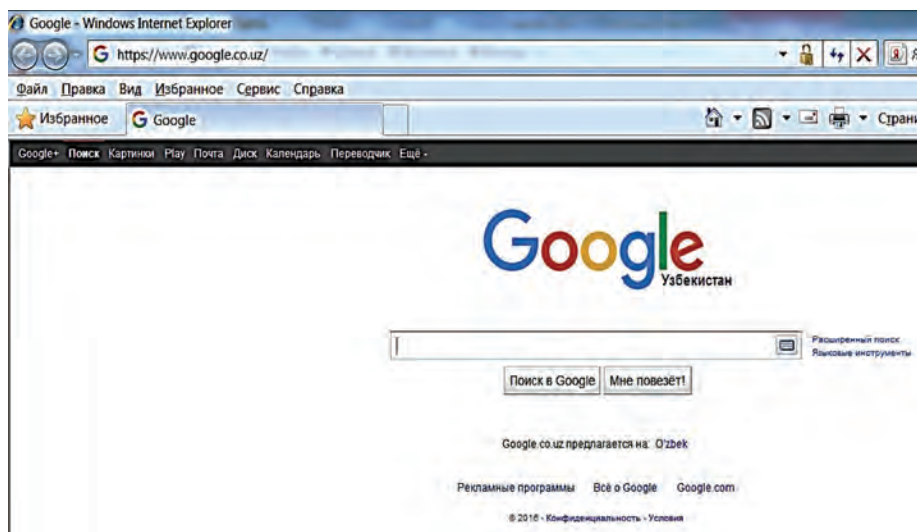 Google - Windows Internet Explorer
https://www.google.co.uz/
Файл Правка Вид Избранное Сервис Справка
Избранное Google Страни
Google+ Поиск Картинки Play Почта Диск Календарь Переводчик Ещё
Google
Узбекистан
Расширенный поиск
Языковые инструменты
Поиск в Google Мне повезёт!
Google.co.uz предлагается на: O'zbek
Рекламные программы Всё о Google Google.com
© 2016 - Конфиденциальность - Условия